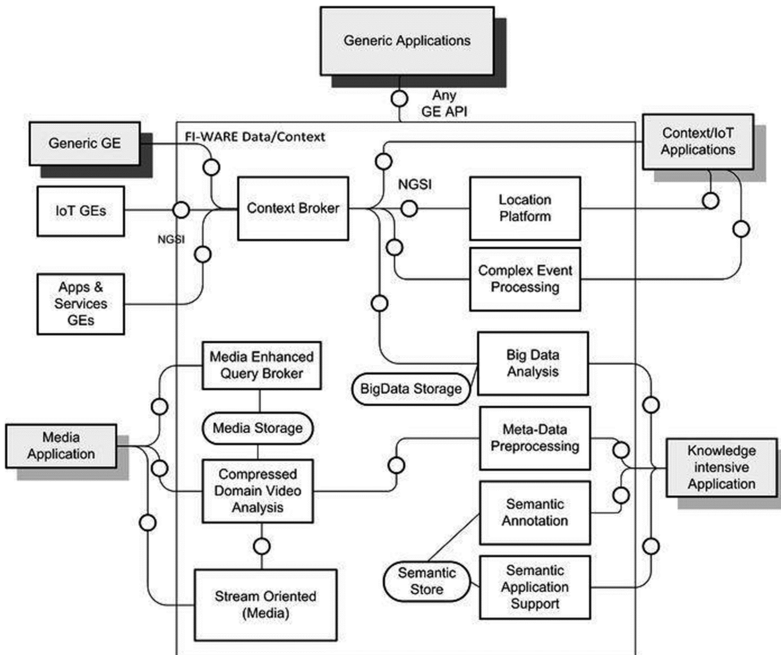 Generic Applications
Any
GE API
FI-WARE Data/Context
Generic GE
Context/IoT
Applications
IoT GEs
NGSI
Context Broker
NGSI
Location
Platform
Apps &
Services
GEs
Complex Event
Processing
Media Enhanced
Query Broker
BigData Storage
Big Data
Analysis
Media
Application
Media Storage
Meta-Data
Preprocessing
Compressed
Domain Video
Analysis
Knowledge
intensive
Application
Semantic
Annotation
Semantic
Store
Semantic
Application
Support
Stream Oriented
(Media)